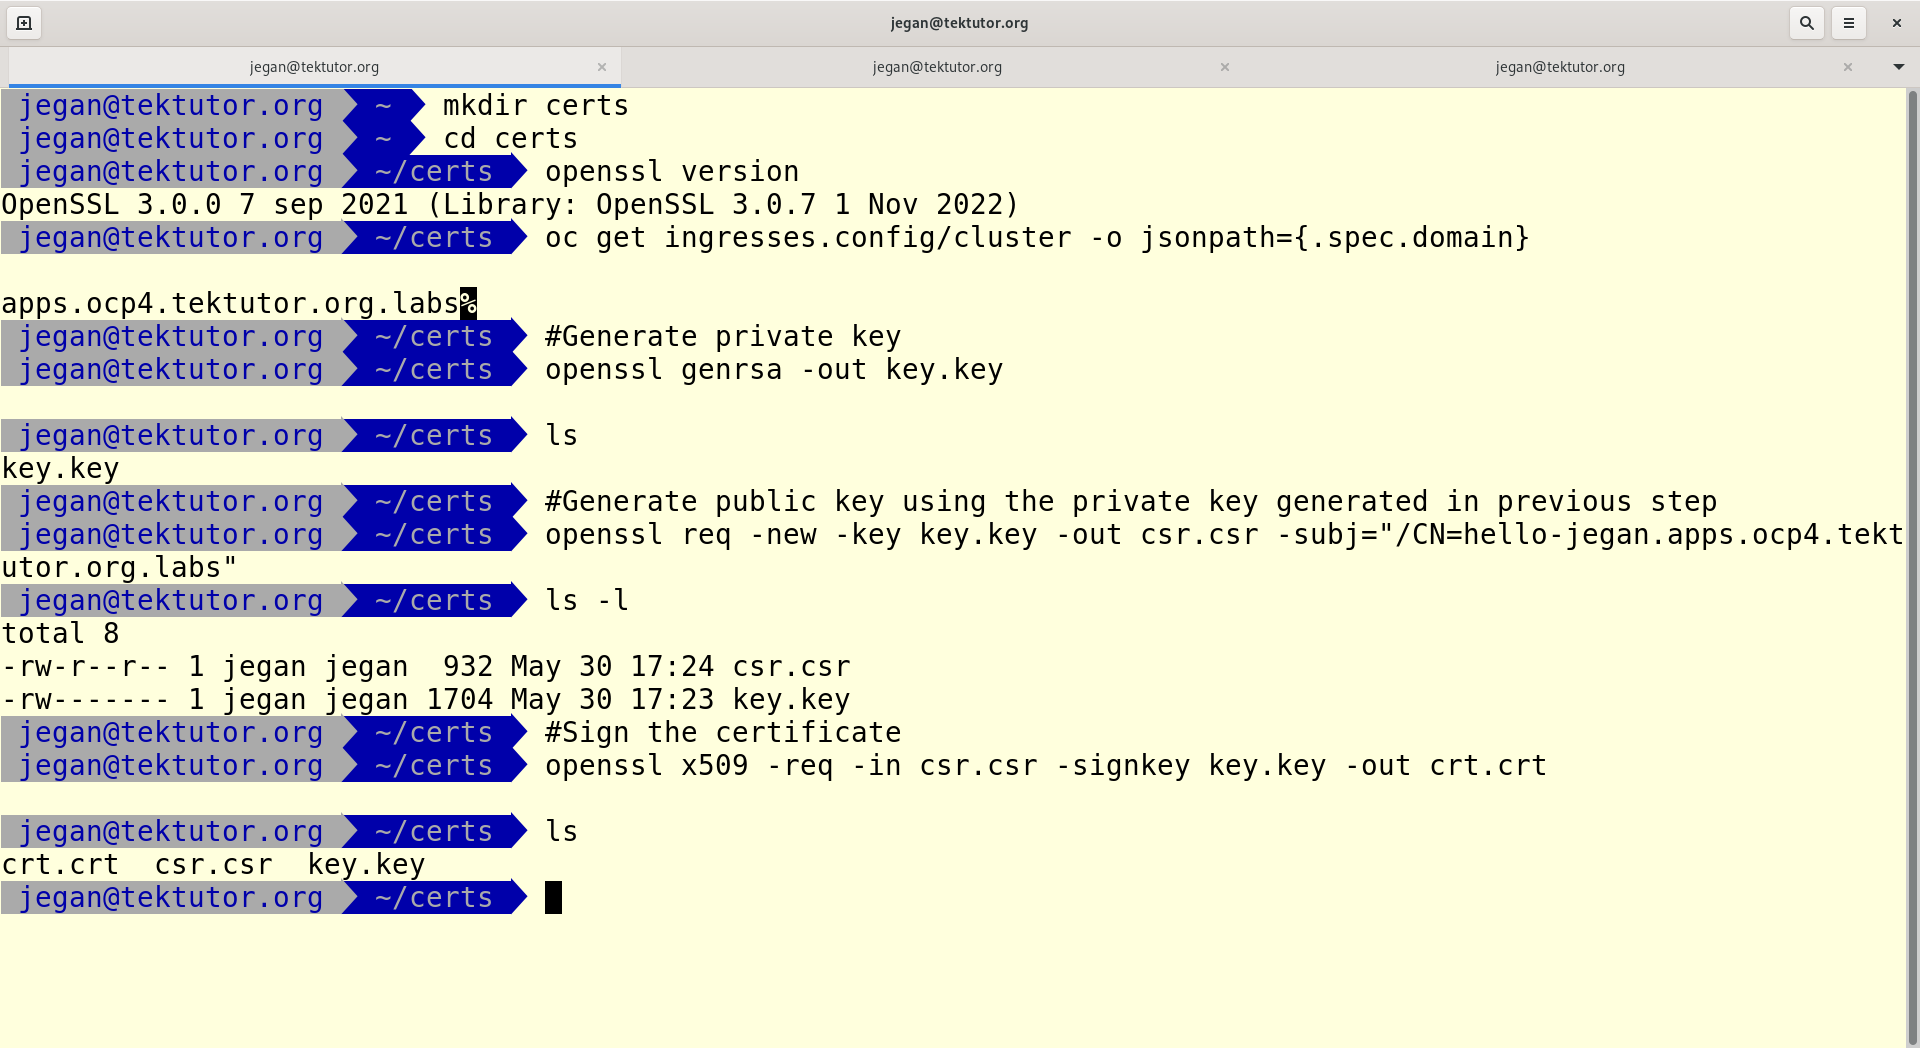 jegan@tektutor.org
jegan@tektutor.org jegan@tektutor.org jegan@tektutor.org
jegan@tektutor.org ~ mkdir certs
jegan@tektutor.org ~ cd certs
jegan@tektutor.org ~/certs openssl version
OpenSSL 3.0.0 7 sep 2021 (Library: OpenSSL 3.0.7 1 Nov 2022)
jegan@tektutor.org ~/certs oc get ingresses.config/cluster -o jsonpath={.spec.domain}
apps.ocp4.tektutor.org.labs%
jegan@tektutor.org ~/certs #Generate private key
jegan@tektutor.org ~/certs openssl genrsa -out key.key
jegan@tektutor.org ~/certs ls
key.key
jegan@tektutor.org ~/certs #Generate public key using the private key generated in previous step
jegan@tektutor.org ~/certs openssl req -new -key key.key -out csr.csr -subj="/CN=hello-jegan.apps.ocp4.tekt
utor.org.labs"
jegan@tektutor.org ~/certs ls -l
total 8
-rw-r--r-- 1 jegan jegan  932 May 30 17:24 csr.csr
-rw------- 1 jegan jegan 1704 May 30 17:23 key.key
jegan@tektutor.org ~/certs #Sign the certificate
jegan@tektutor.org ~/certs openssl x509 -req -in csr.csr -signkey key.key -out crt.crt
jegan@tektutor.org ~/certs ls
crt.crt  csr.csr  key.key
jegan@tektutor.org ~/certs